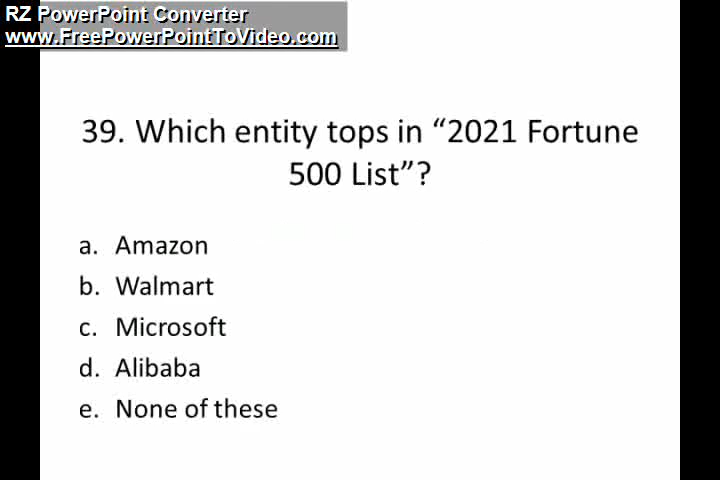 RZ PowerPoint Converter
www.FreePowerPointToVideo.com
39. Which entity tops in “2021 Fortune
500 List”?
a. Amazon
b. Walmart
c. Microsoft
d. Alibaba
e. None of these